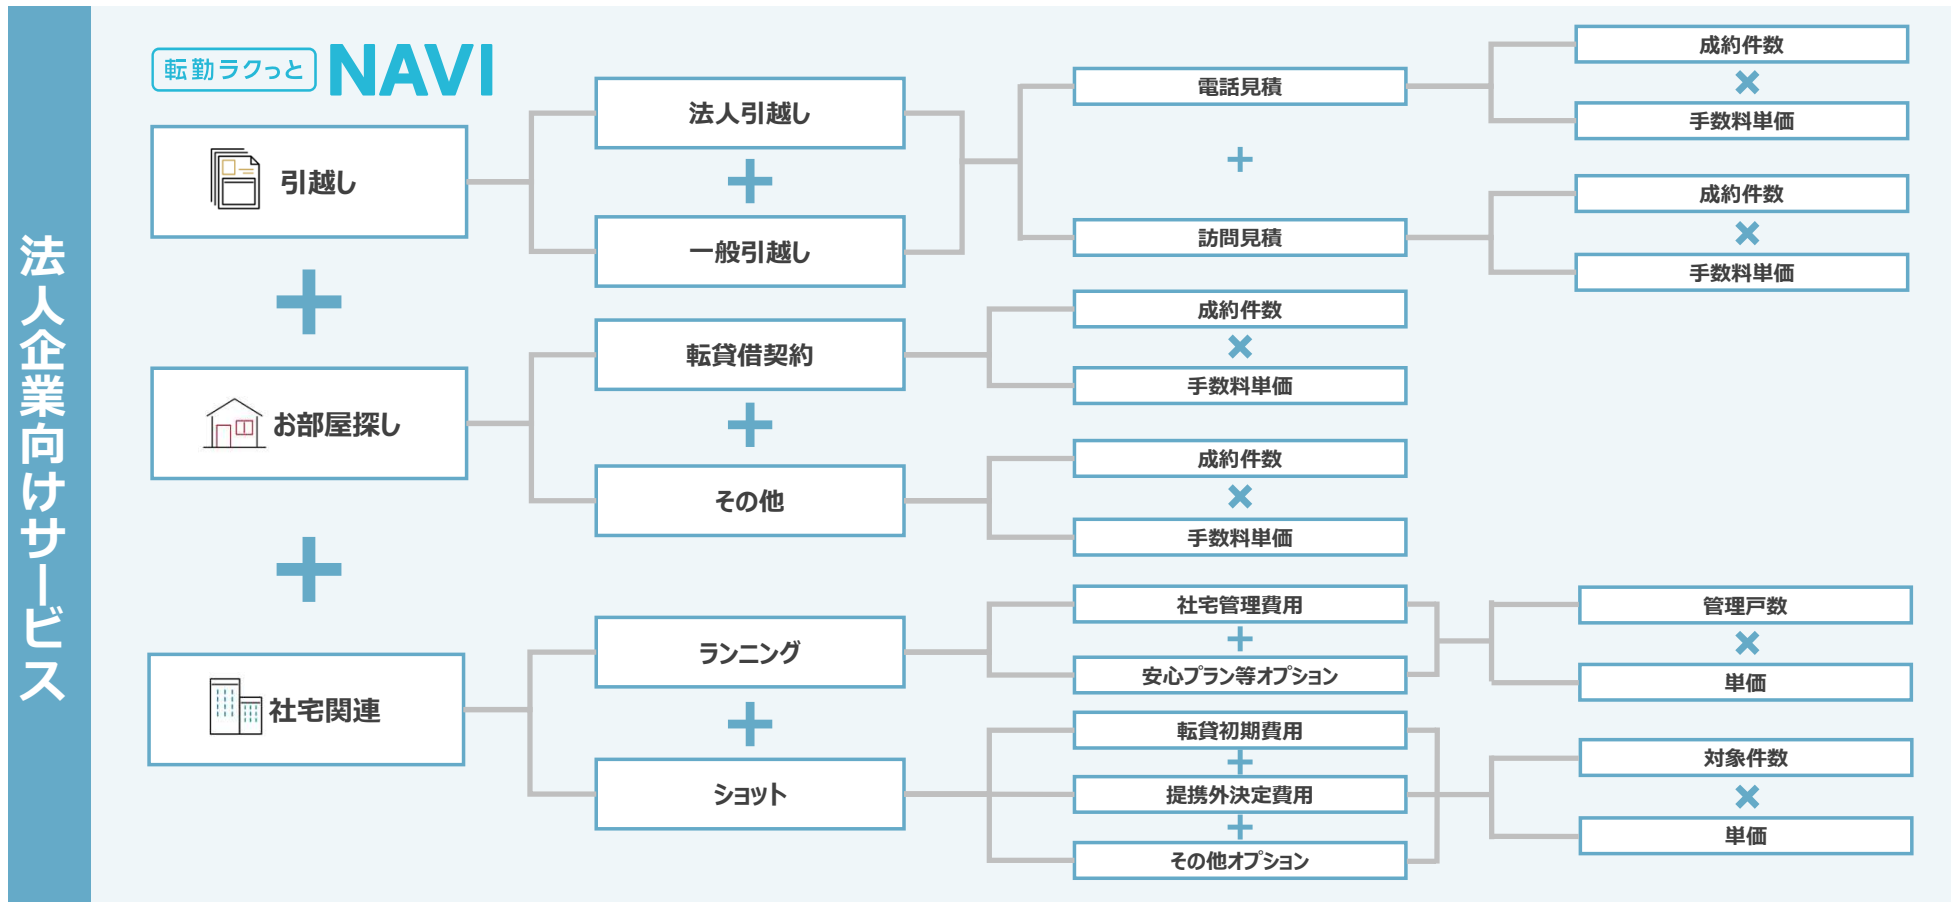 法人企業向けサービス
転勤ラクっと NAVI
引越し
+
お部屋探し
+
社宅関連
法人引越し
+
一般引越し
転貸借契約
+
その他
ランニング
+
ショット
電話見積
+
訪問見積
成約件数
×
手数料単価
成約件数
×
手数料単価
社宅管理費用
+
安心プラン等オプション
転貸初期費用
+
提携外決定費用
+
その他オプション
成約件数
×
手数料単価
成約件数
×
手数料単価
管理戸数
×
単価
対象件数
×
単価